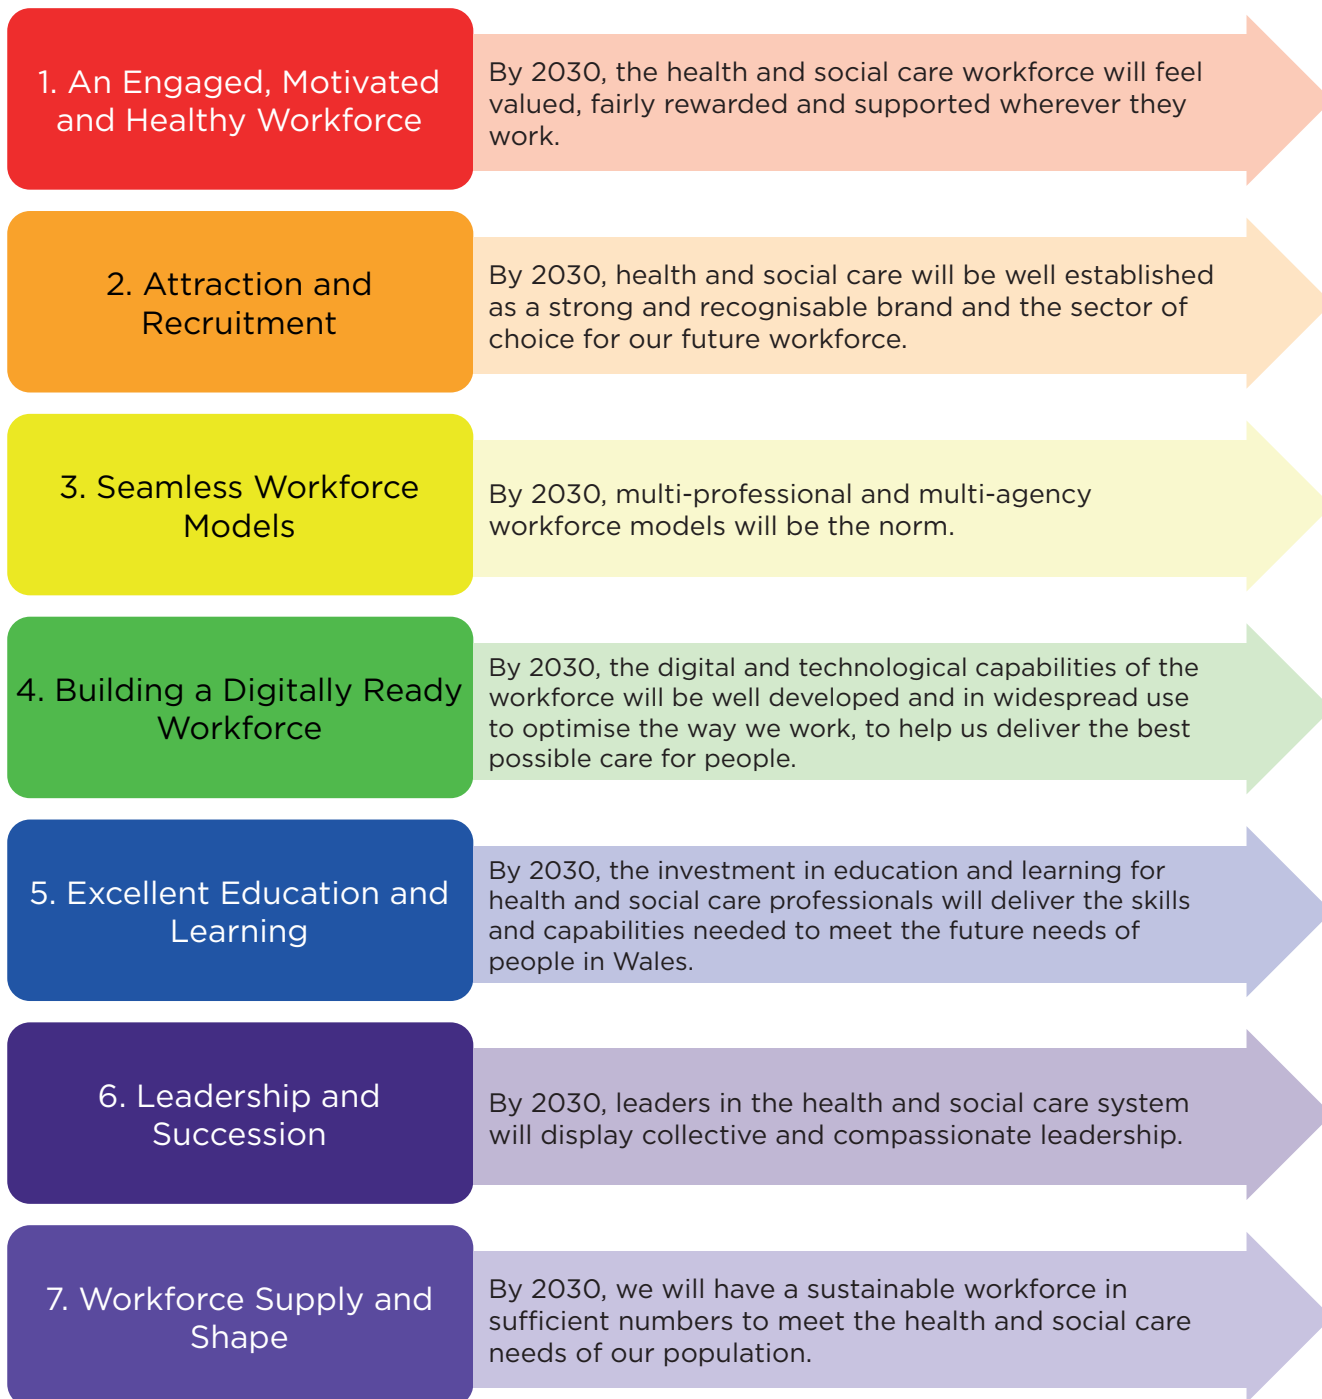 1. An Engaged, Motivated
and Healthy Workforce
By 2030, the health and social care workforce will feel
valued, fairly rewarded and supported wherever they
work.
2. Attraction and
Recruitment
By 2030, health and social care will be well established
as a strong and recognisable brand and the sector of
choice for our future workforce.
3. Seamless Workforce
Models
By 2030, multi-professional and multi-agency
workforce models will be the norm.
4. Building a Digitally Ready
Workforce
By 2030, the digital and technological capabilities of the
workforce will be well developed and in widespread use
to optimise the way we work, to help us deliver the best
possible care for people.
5. Excellent Education and
Learning
By 2030, the investment in education and learning for
health and social care professionals will deliver the skills
and capabilities needed to meet the future needs of
people in Wales.
6. Leadership and
Succession
By 2030, leaders in the health and social care system
will display collective and compassionate leadership.
7. Workforce Supply and
Shape
By 2030, we will have a sustainable workforce in
sufficient numbers to meet the health and social care
needs of our population.